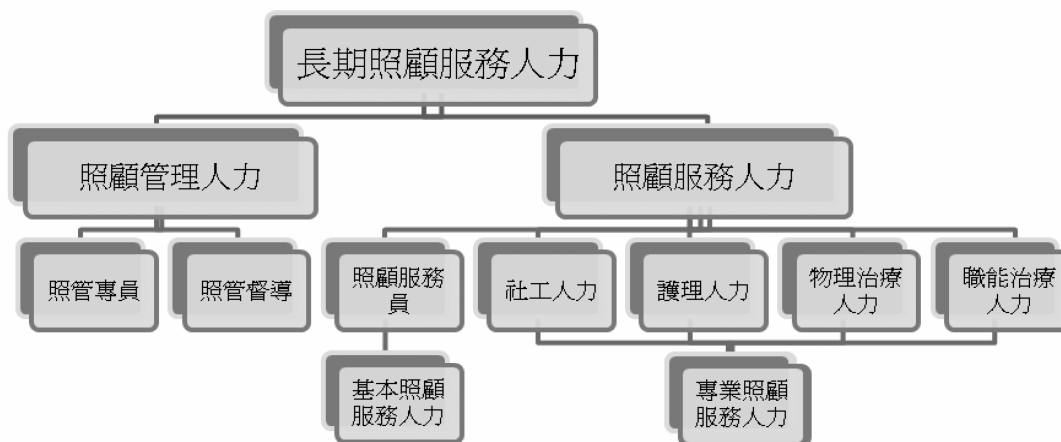 長期照顧服務人力
照顧管理人力
照顧服務人力
照管專員
照管督導
照顧服務
員
社工人力
護理人力
物理治療
人力
職能治療
人力
基本照顧
服務人力
專業照顧
服務人力